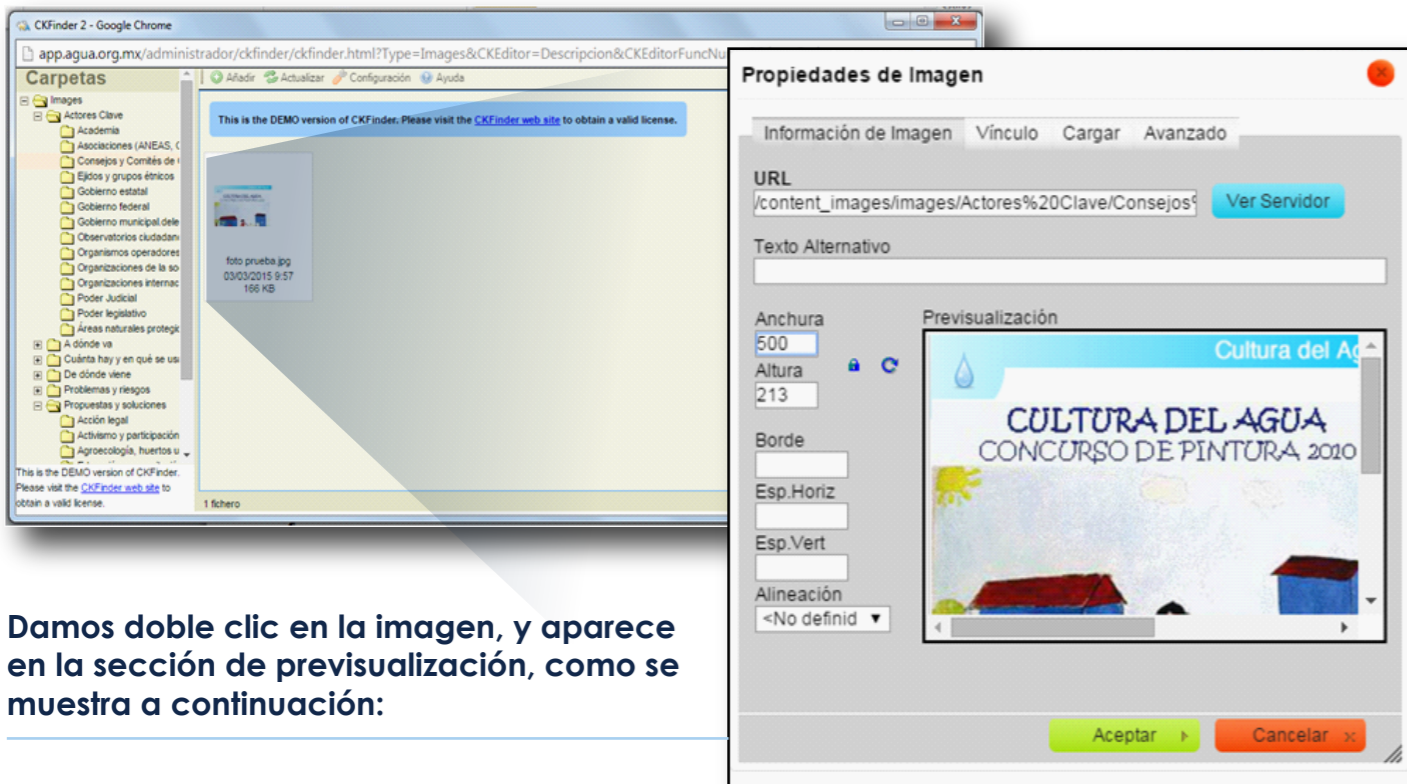 CKFinder 2 - Google Chrome
app.agua.org.mx/administrador/ckfinder/ckfinder.html?Type=Images&CKEditor=Descripcion&CKEditorFuncNu
Carpetas
Añadir Actualizar Configuración Ayuda
Images
Actores Clave
Academia
Asociaciones (ANEAS, C
Consejos y Comités de
Ejidos y grupos étnicos
Gobierno estatal
Gobierno federal
Gobierno municipal.dele
Observatorios ciudadan
Organismos operadores
Organizaciones de la so
Organizaciones internac
Poder Judicial
Poder legislativo
Áreas naturales protegic
A dónde va
Cuánta hay y en qué se usa
De dónde viene
Problemas y riesgos
Propuestas y soluciones
Acción legal
Activismo y participación
Agroecología, huertos u
This is the DEMO version of CKFinder.
Please visit the CKFinder web site to
obtain a valid license.
This is the DEMO version of CKFinder. Please visit the CKFinder web site to obtain a valid license.
foto prueba.jpg
03/03/2015 9:57
166 KB
1 fichero
Propiedades de Imagen
Información de Imagen Vínculo Cargar Avanzado
URL
/content_images/images/Actores%20Clave/Consejos%
Ver Servidor
Texto Alternativo
Anchura
500
Altura
213
Borde
Esp.Horiz
Esp.Vert
Alineación
<No definid
Previsualización
Cultura del Ag
CULTURA DEL AGUA
CONCURSO DE PINTURA 2010
Aceptar
Cancelar
Damos doble clic en la imagen, y aparece
en la sección de previsualización, como se
muestra a continuación: